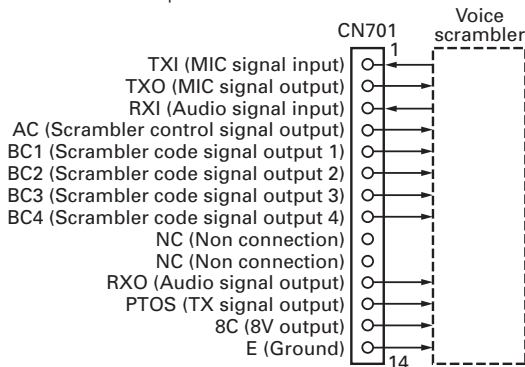 Voice
scrambler
CN701
1
TXI (MIC signal input)
TXO (MIC signal output)
RXI (Audio signal input)
AC (Scrambler control signal output)
BC1 (Scrambler code signal output 1)
BC2 (Scrambler code signal output 2)
BC3 (Scrambler code signal output 3)
BC4 (Scrambler code signal output 4)
NC (Non connection)
NC (Non connection)
RXO (Audio signal output)
PTOS (TX signal output)
8C (8V output)
E (Ground)
14